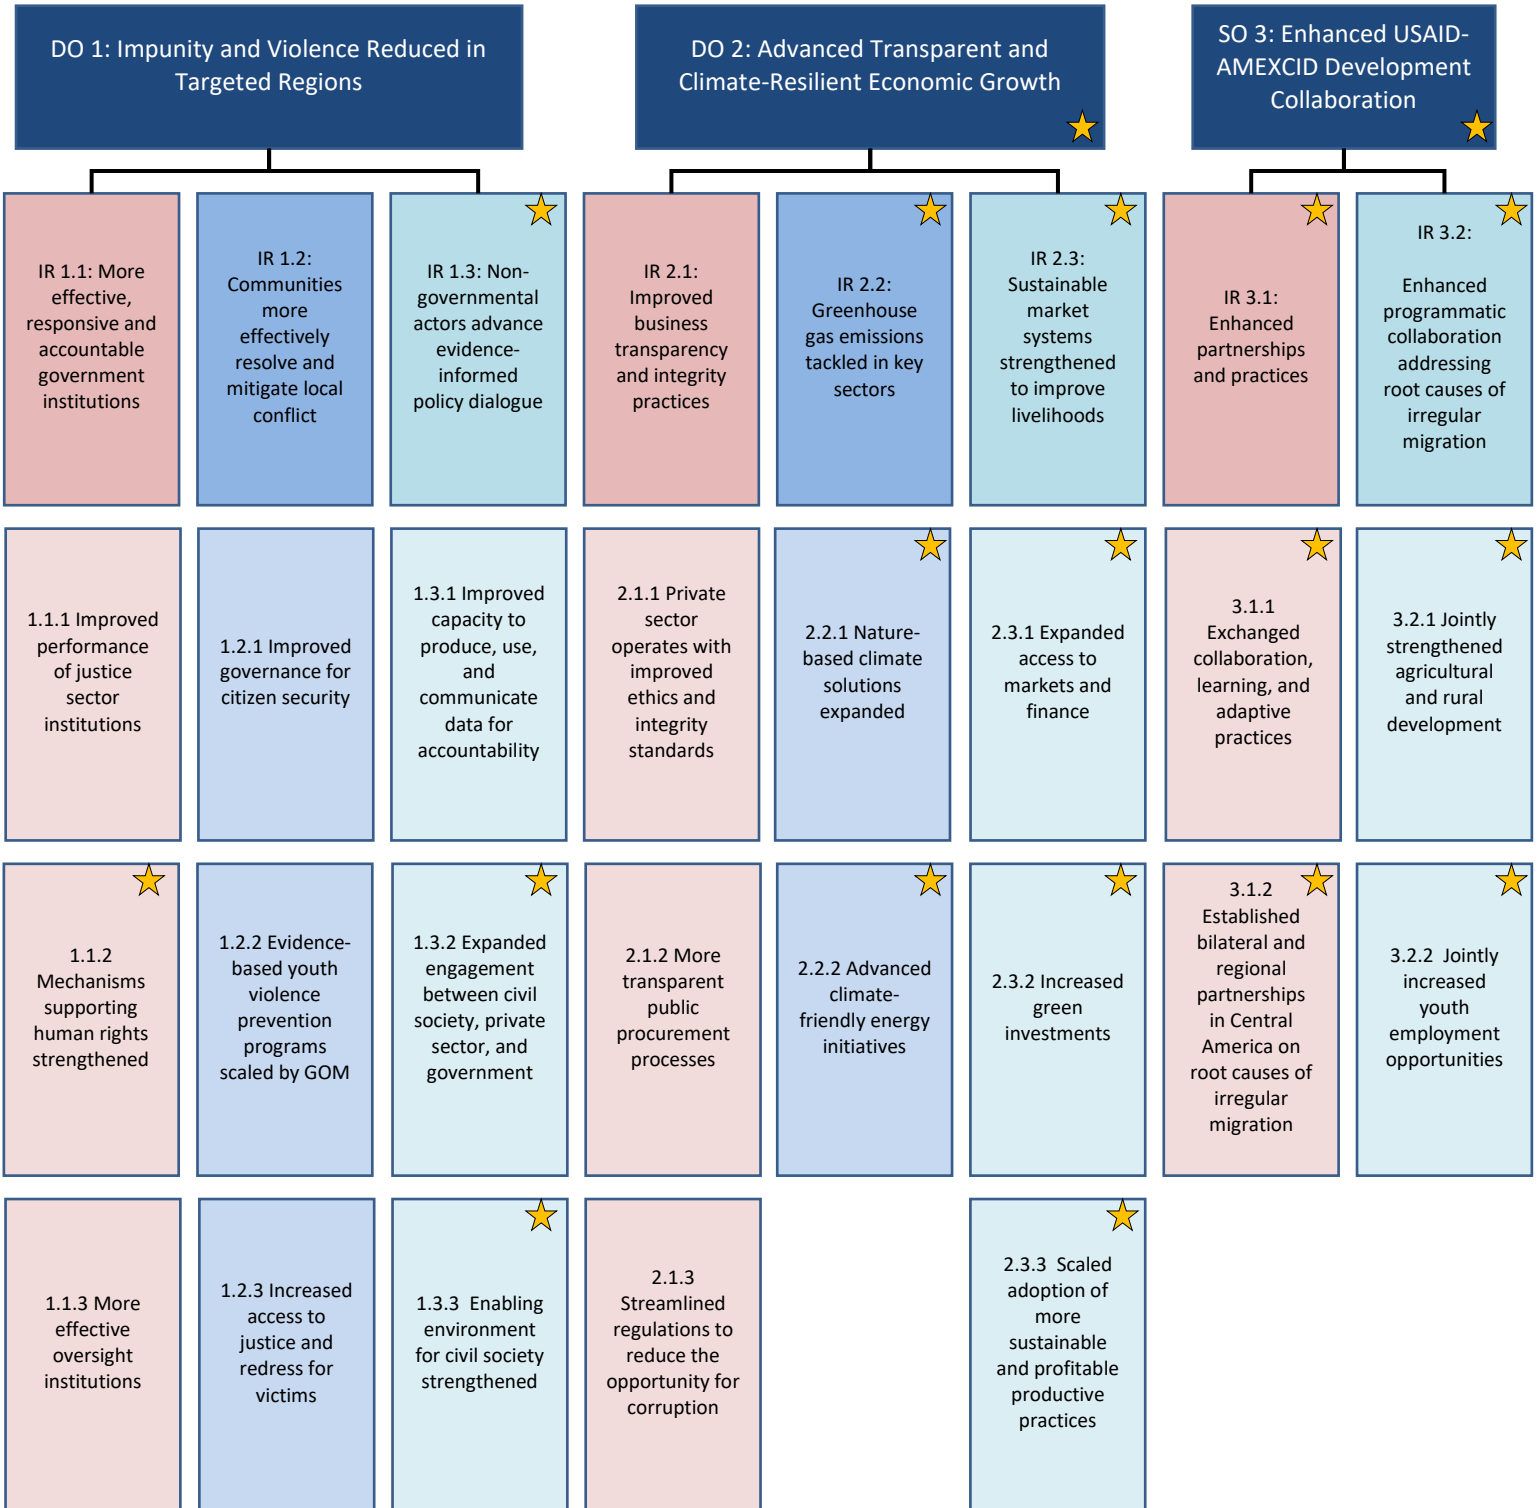 DO 1: Impunity and Violence Reduced in
Targeted Regions
DO 2: Advanced Transparent and
Climate-Resilient Economic Growth
SO 3: Enhanced USAID-
AMEXCID Development
Collaboration
IR 1.1: More
effective,
responsive and
accountable
government
institutions
IR 1.2:
Communities
more
effectively
resolve and
mitigate local
conflict
IR 1.3: Non-
governmental
actors advance
evidence-
informed
policy dialogue
IR 2.1:
Improved
business
transparency
and integrity
practices
IR 2.2:
Greenhouse
gas emissions
tackled in key
sectors
IR 2.3:
Sustainable
market
systems
strengthened
to improve
livelihoods
IR 3.1:
Enhanced
partnerships
and practices
IR 3.2:
Enhanced
programmatic
collaboration
addressing
root causes of
irregular
migration
1.1.1 Improved
performance
of justice
sector
institutions
1.2.1 Improved
governance for
citizen security
1.3.1 Improved
capacity to
produce, use,
and
communicate
data for
accountability
2.1.1 Private
sector
operates with
improved
ethics and
integrity
standards
2.2.1 Nature-
based climate
solutions
expanded
2.3.1 Expanded
access to
markets and
finance
3.1.1
Exchanged
collaboration,
learning, and
adaptive
practices
3.2.1 Jointly
strengthened
agricultural
and rural
development
1.1.2
Mechanisms
supporting
human rights
strengthened
1.2.2 Evidence-
based youth
violence
prevention
programs
scaled by GOM
1.3.2 Expanded
engagement
between civil
society, private
sector, and
government
2.1.2 More
transparent
public
procurement
processes
2.2.2 Advanced
climate-
friendly energy
initiatives
2.3.2 Increased
green
investments
3.1.2
Established
bilateral and
regional
partnerships
in Central
America on
root causes of
irregular
migration
3.2.2 Jointly
increased
youth
employment
opportunities
1.1.3 More
effective
oversight
institutions
1.2.3 Increased
access to
justice and
redress for
victims
1.3.3 Enabling
environment
for civil society
strengthened
2.1.3
Streamlined
regulations to
reduce the
opportunity for
corruption
2.3.3 Scaled
adoption of
more
sustainable
and profitable
productive
practices